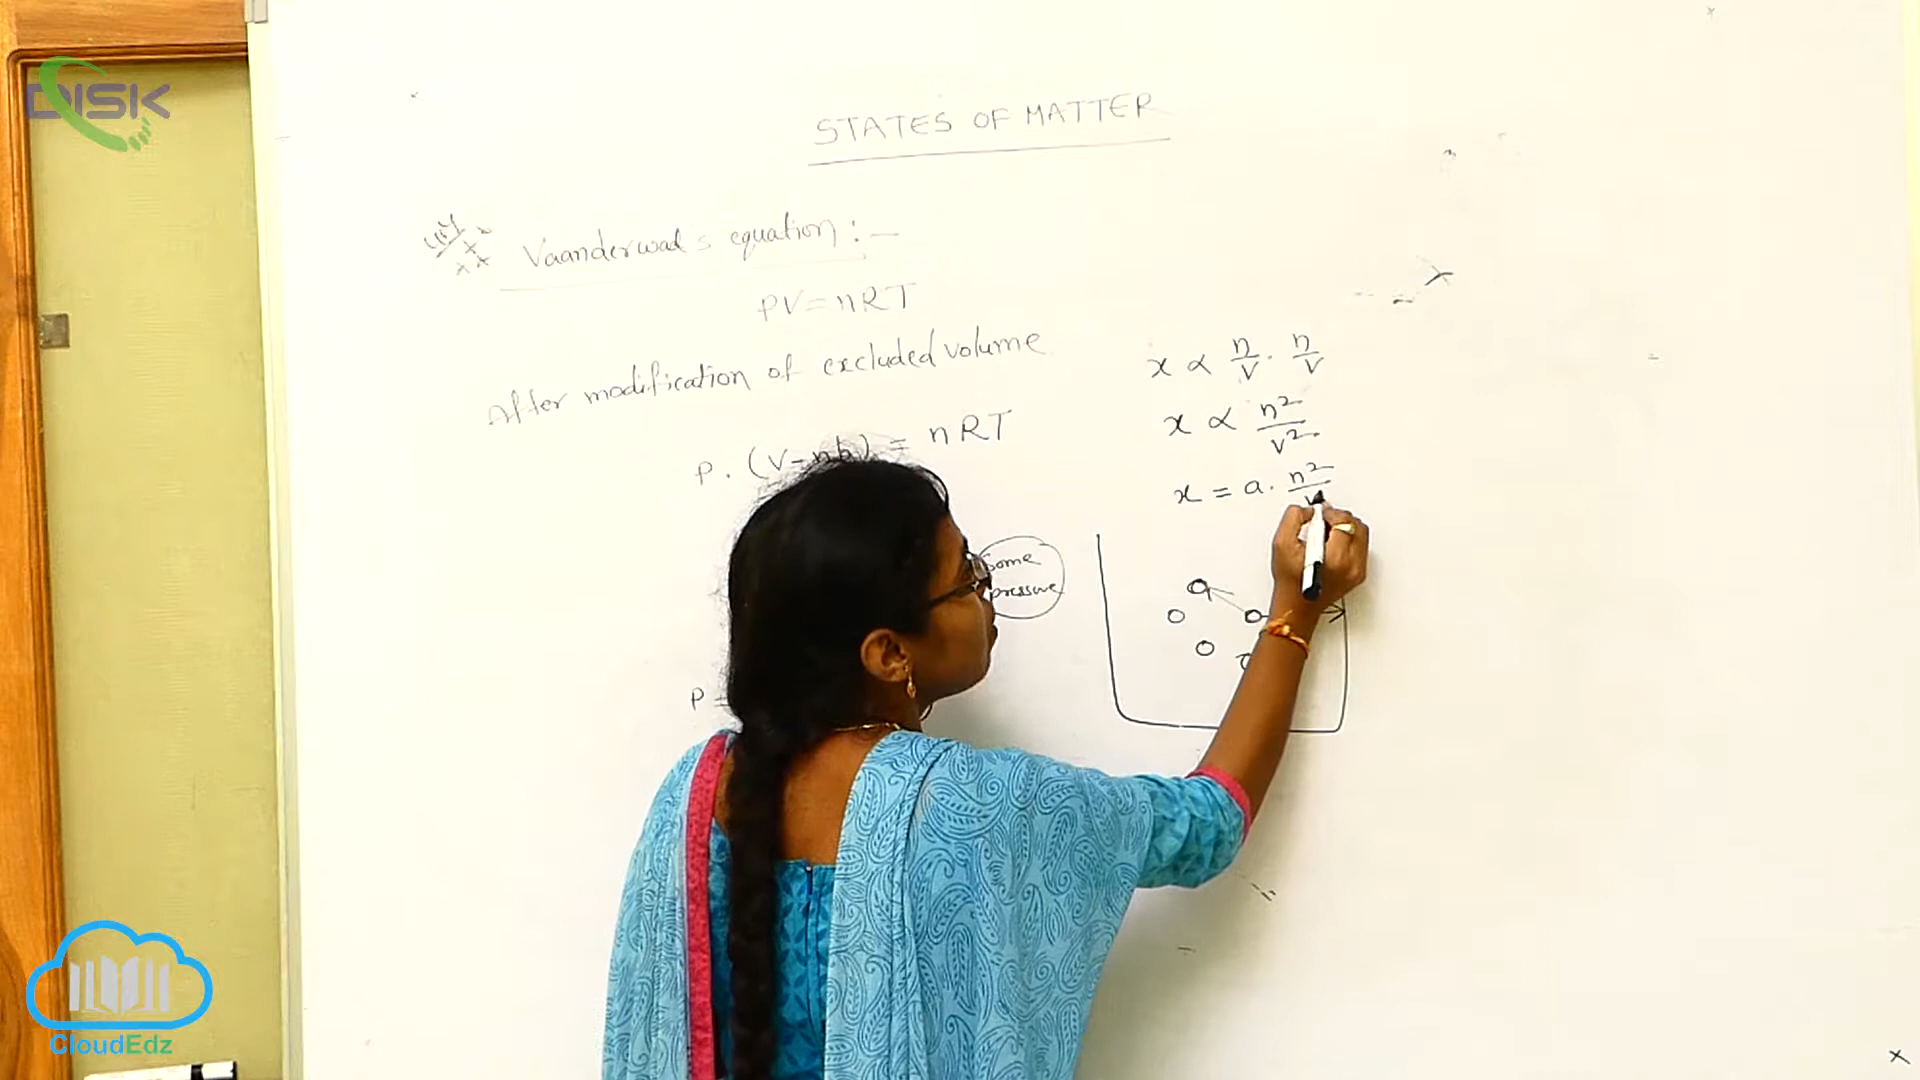 DISK
STATES OF MATTER
Vaanderwaal's equation :-
PV = nRT
After modification of excluded volume
P. (V-nb) = nRT
x ∝ n/V . n/V
x ∝ n²/V²
x = a. n²/V
Some
pressure
P =
CloudEdz